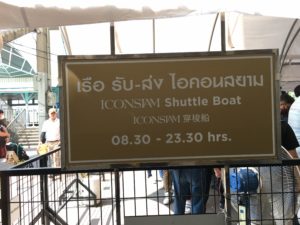 เรือ รับ-ส่ง ไอคอนสยาม
ICONSIAM Shuttle Boat
ICONSIAM 穿梭船
08.30 - 23.30 hrs.